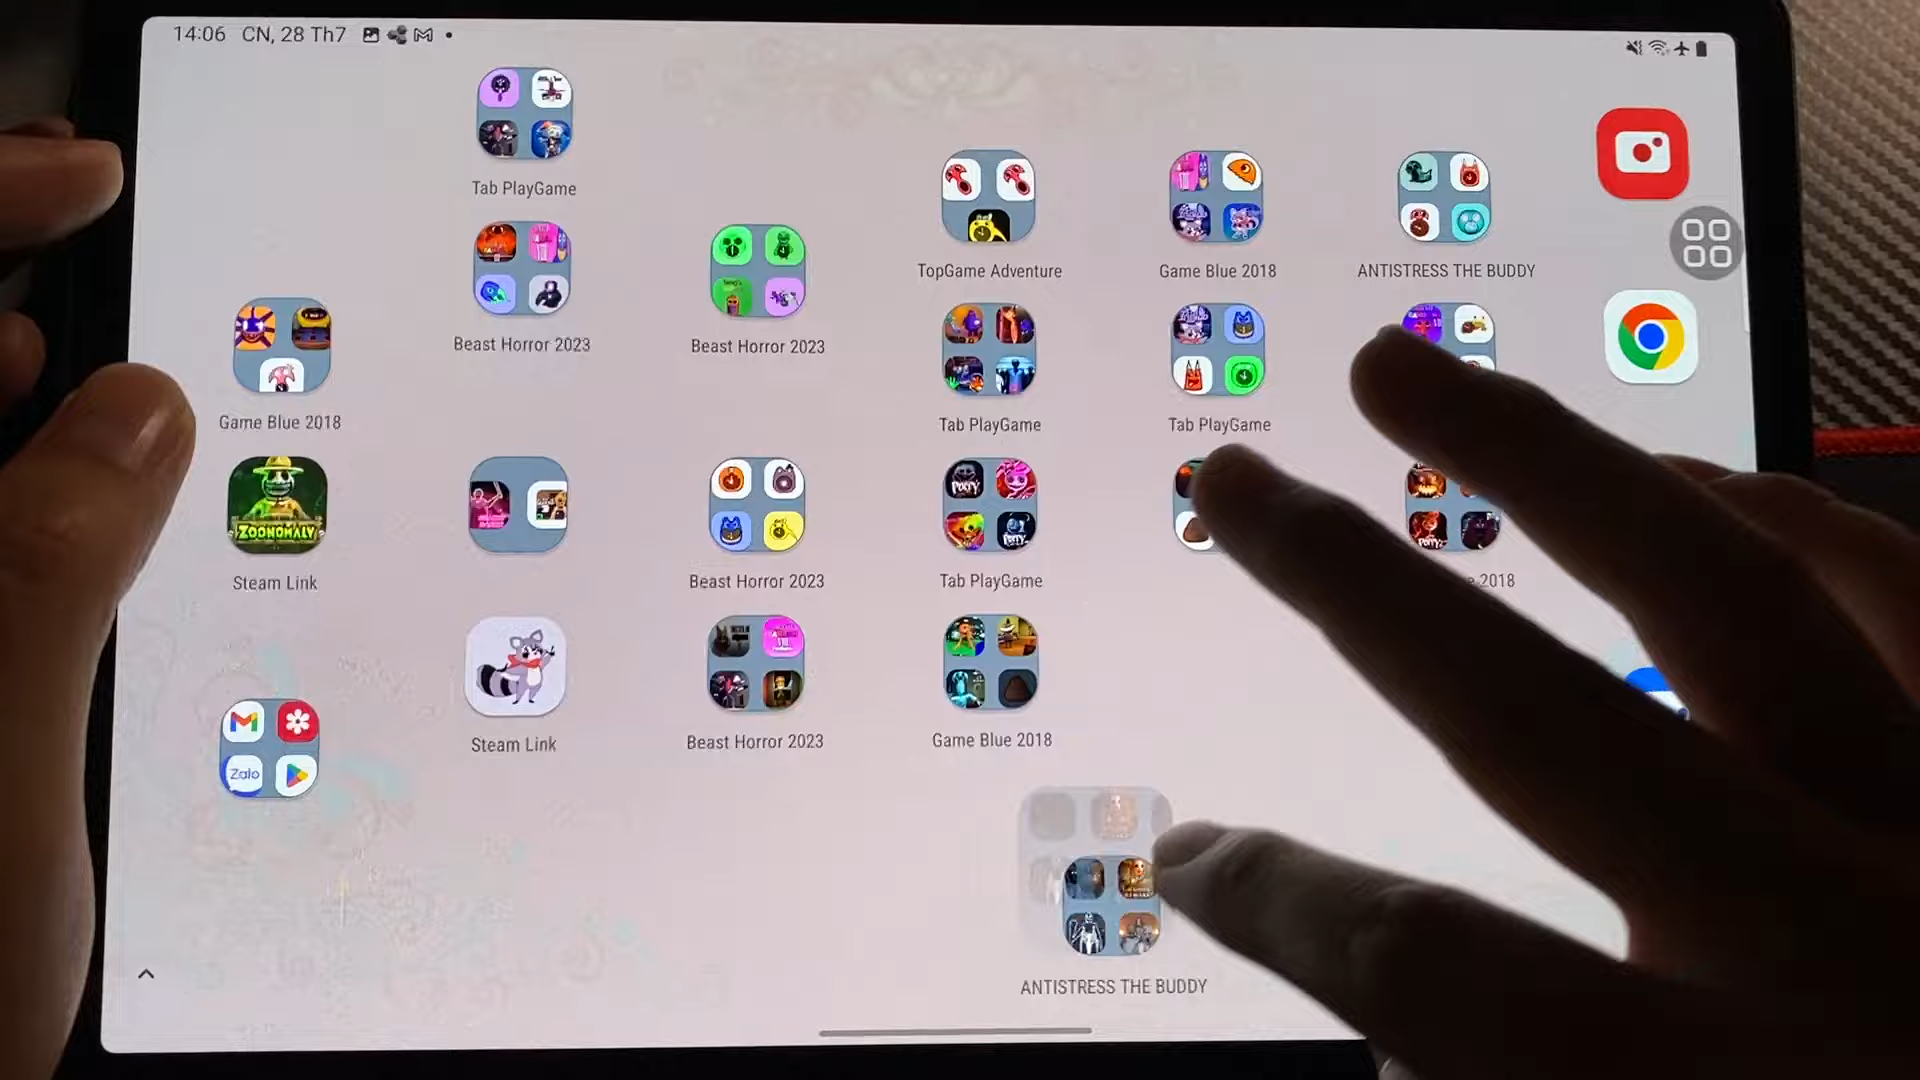 14:06 CN, 28 Th7
Tab PlayGame
TopGame Adventure
Game Blue 2018
ANTISTRESS THE BUDDY
Beast Horror 2023
Beast Horror 2023
Game Blue 2018
Tab PlayGame
Tab PlayGame
ZOONOMALY
POPPY
Steam Link
Beast Horror 2023
Tab PlayGame
2018
Steam Link
Beast Horror 2023
Game Blue 2018
Zalo
ANTISTRESS THE BUDDY